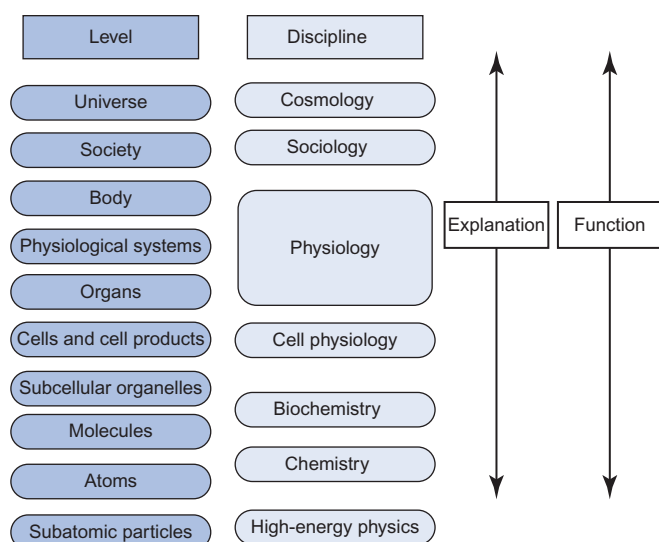 Level
Discipline
Universe
Cosmology
Society
Sociology
Body
Physiological systems
Physiology
Organs
Explanation
Function
Cells and cell products
Cell physiology
Subcellular organelles
Biochemistry
Molecules
Chemistry
Atoms
Subatomic particles
High-energy physics